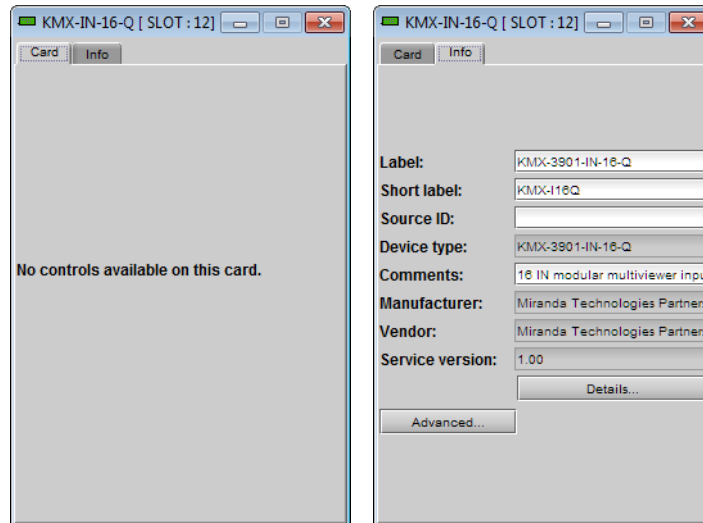 KMX-IN-16-Q [ SLOT : 12]
Card Info
No controls available on this card.
KMX-IN-16-Q [ SLOT : 12]
Card Info
Label: KMX-3901-IN-16-Q
Short label: KMX-I16Q
Source ID:
Device type: KMX-3901-IN-16-Q
Comments: 16 IN modular multiviewer inpu
Manufacturer: Miranda Technologies Partner
Vendor: Miranda Technologies Partner
Service version: 1.00
Details...
Advanced...